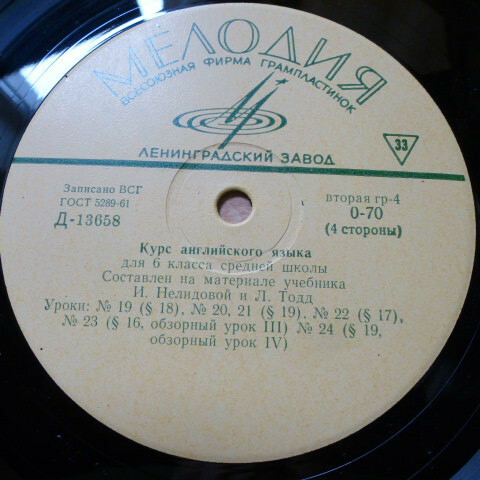 МЕЛОДИЯ
ВСЕСОЮЗНАЯ ФИРМА ГРАМПЛАСТИНОК
ЛЕНИНГРАДСКИЙ ЗАВОД
33
Записано ВСГ
ГОСТ 5289-61
Д-13658
вторая гр-4
0-70
(4 стороны)
Курс английского языка
для 6 класса средней школы
Составлен на материале учебника
И. Нелидовой и Л. Тодд
Уроки: № 19 (§ 18), № 20, 21 (§ 19), № 22 (§ 17),
№ 23 (§ 16, обзорный урок III) № 24 (§ 19,
обзорный урок IV)